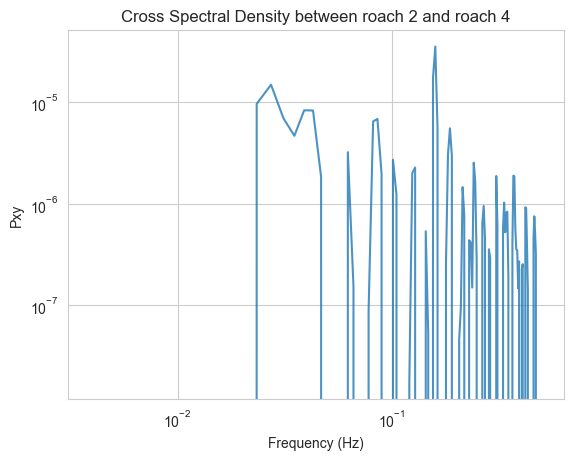 Cross Spectral Density between roach 2 and roach 4
Pxy
10⁻⁵
10⁻⁶
10⁻⁷
10⁻²
10⁻¹
Frequency (Hz)